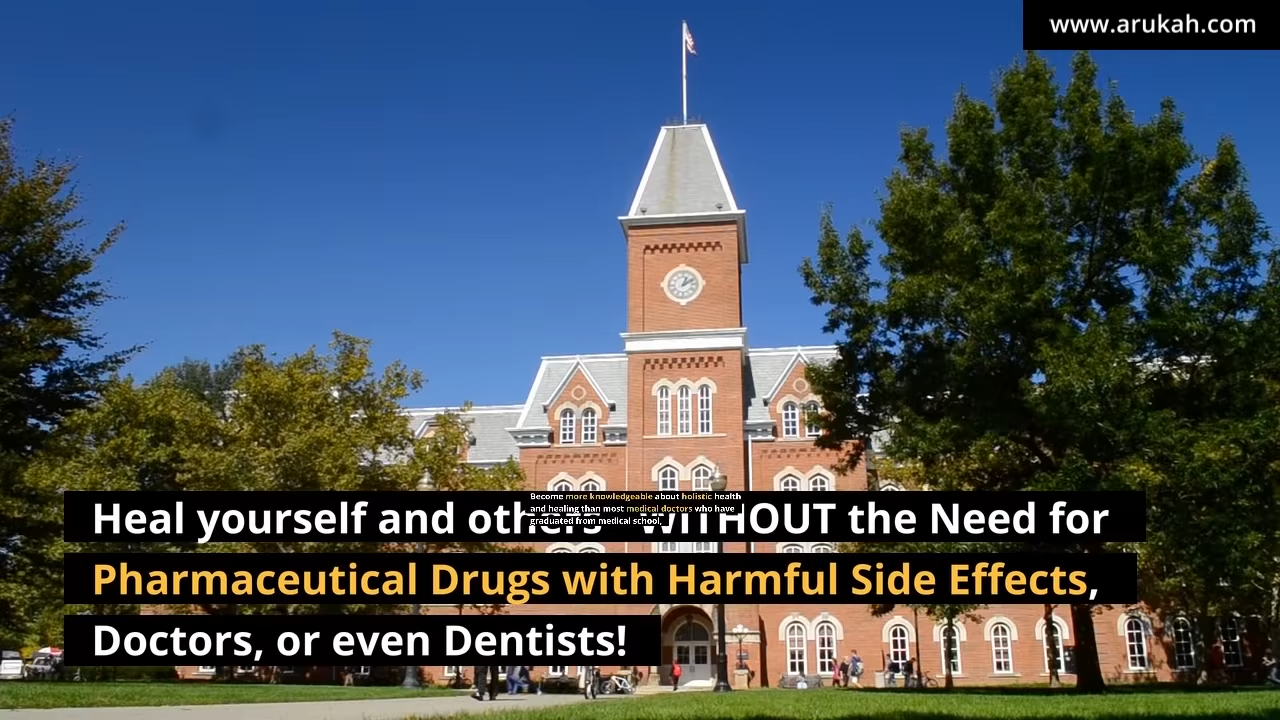 www.arukah.com
Become more knowledgeable about holistic health
and healing than most medical doctors who have
graduated from medical school,
Heal yourself and others WITHOUT the Need for
Pharmaceutical Drugs with Harmful Side Effects,
Doctors, or even Dentists!